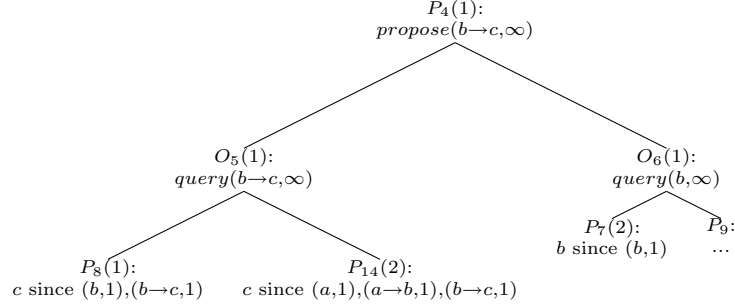 P₄(1):
propose(b→c,∞)
O₅(1):
query(b→c,∞)
O₆(1):
query(b,∞)
P₇(2):
b since (b,1)
P₉:
...
P₈(1):
c since (b,1),(b→c,1)
P₁₄(2):
c since (a,1),(a→b,1),(b→c,1)